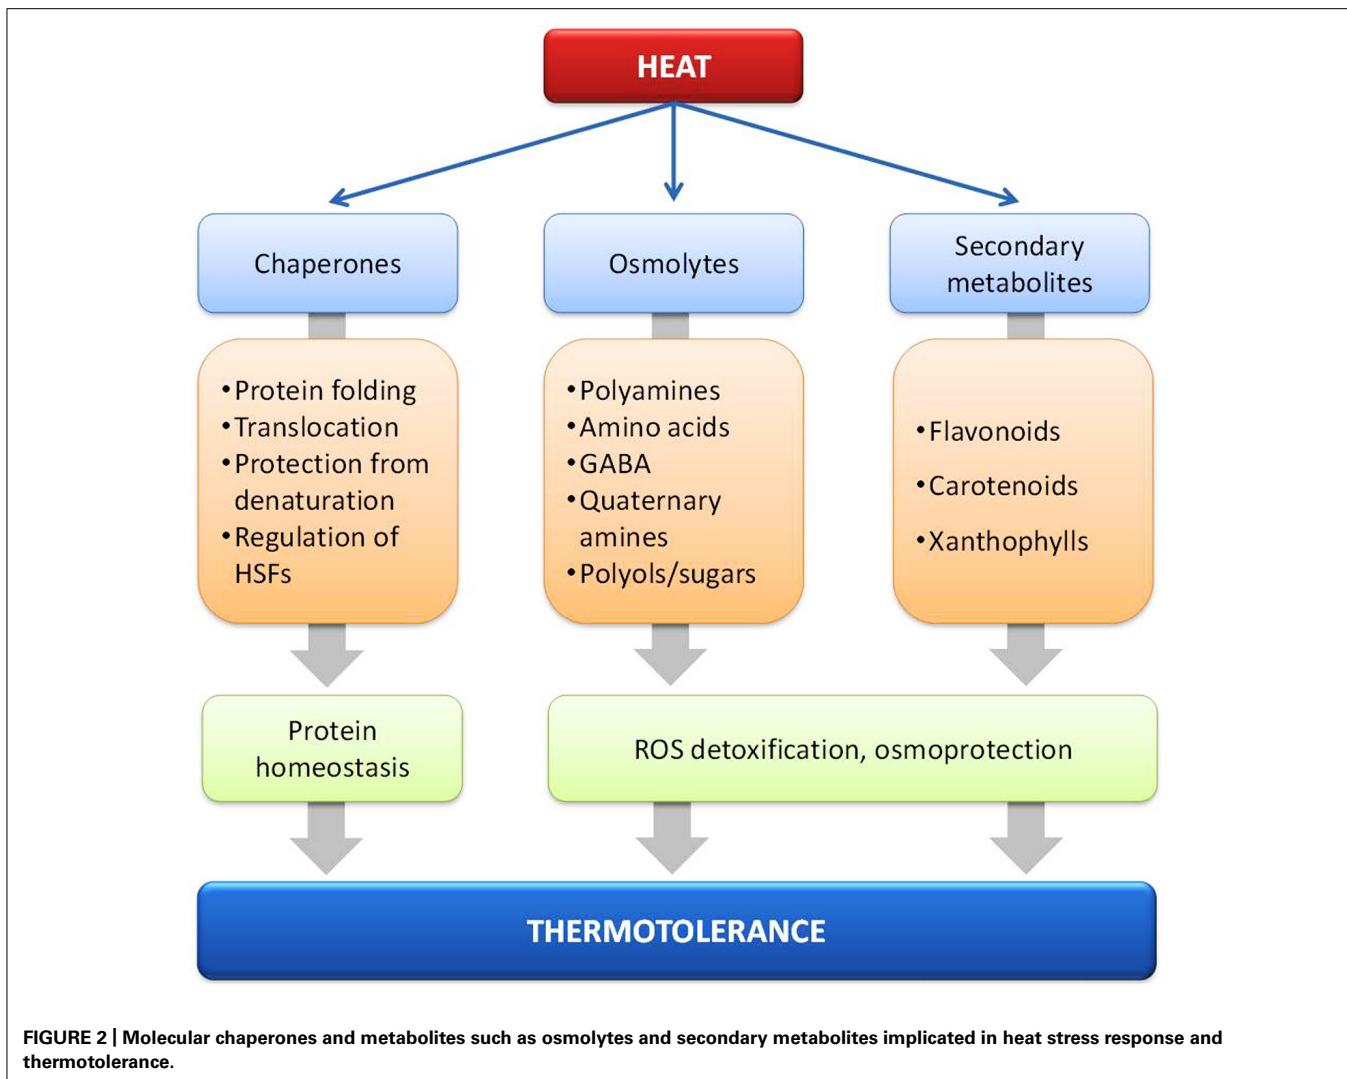 HEAT
Chaperones
Osmolytes
Secondary
metabolites
•Protein folding
•Translocation
•Protection from
denaturation
•Regulation of
HSFs
•Polyamines
•Amino acids
•GABA
•Quaternary
amines
•Polyols/sugars
•Flavonoids
•Carotenoids
•Xanthophylls
Protein
homeostasis
ROS detoxification, osmoprotection
THERMOTOLERANCE
FIGURE 2 | Molecular chaperones and metabolites such as osmolytes and secondary metabolites implicated in heat stress response and
thermotolerance.